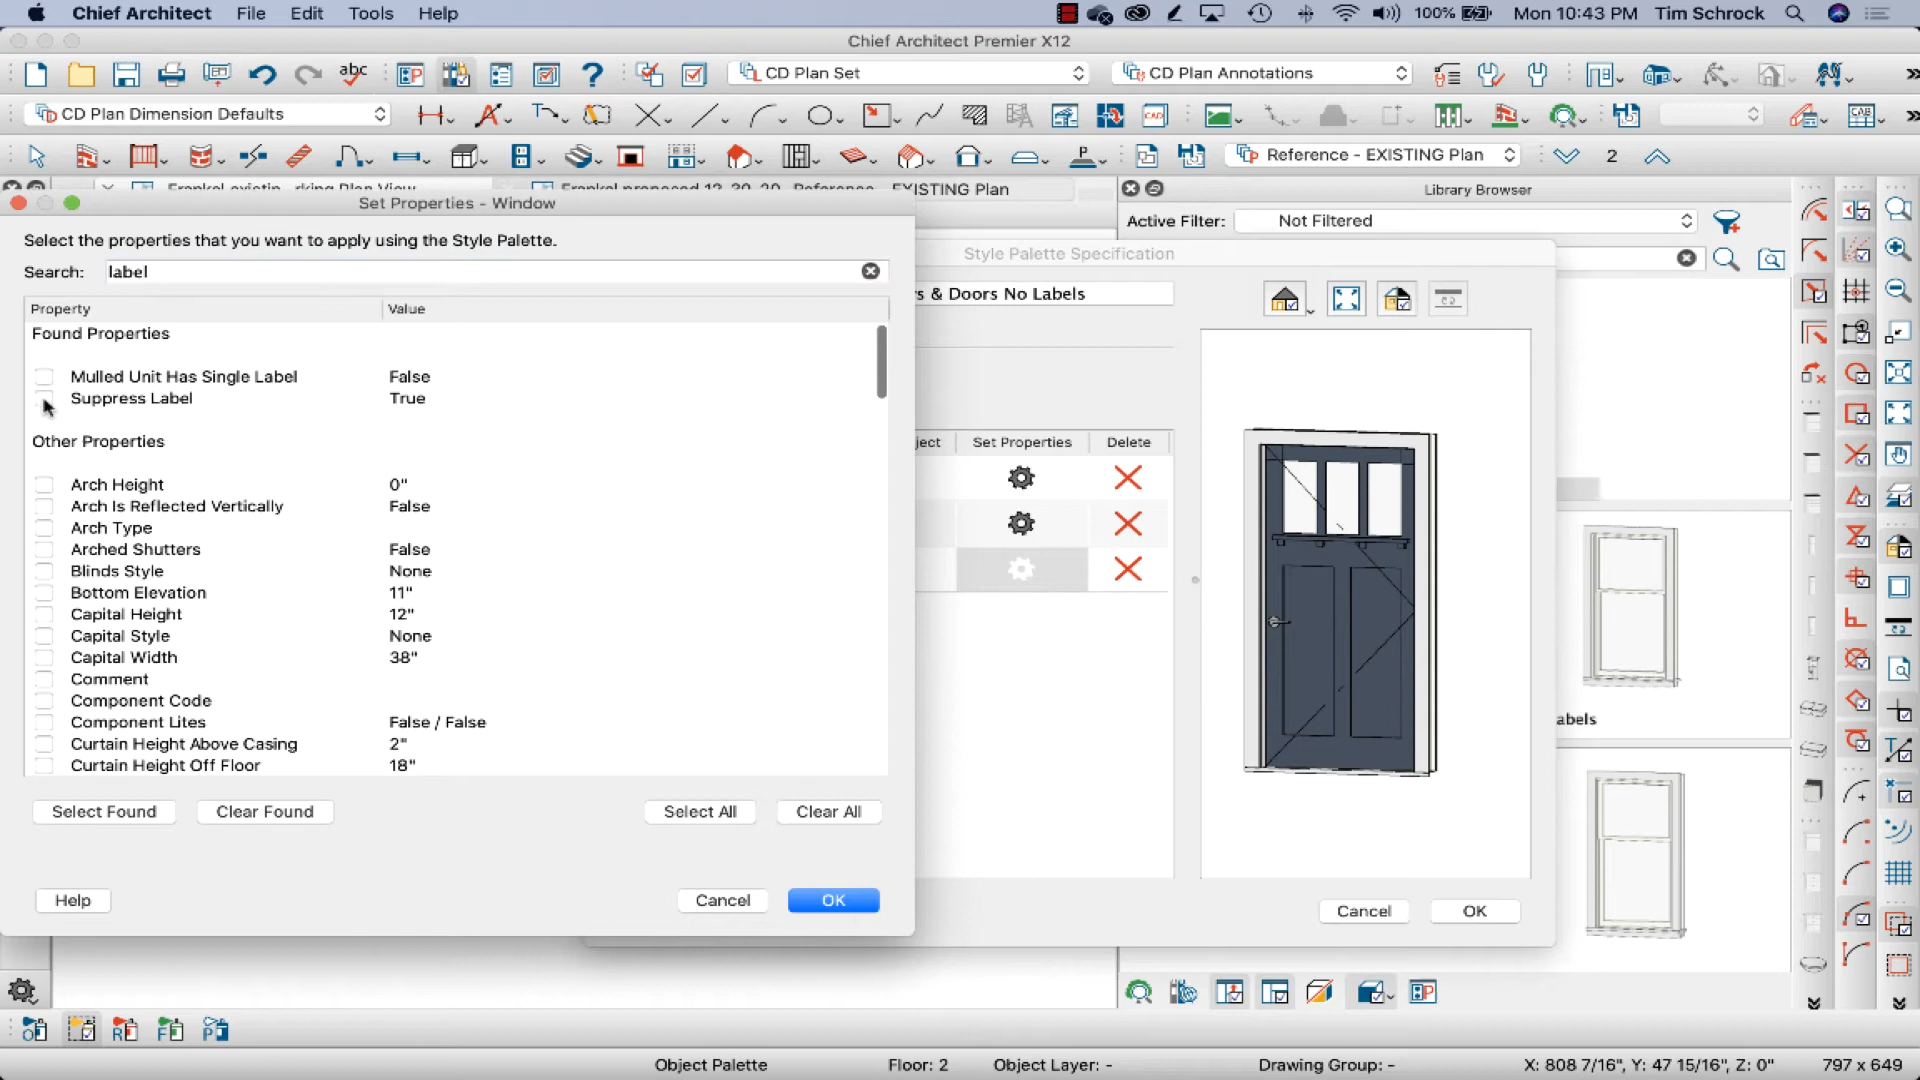 Chief Architect File Edit Tools Help 100% Mon 10:43 PM Tim Schrock
Chief Architect Premier X12
abc CD Plan Set CD Plan Annotations
CD Plan Dimension Defaults
Reference - EXISTING Plan 2
Library Browser
Set Properties - Window
Active Filter: Not Filtered
Select the properties that you want to apply using the Style Palette.
Style Palette Specification
Search: label
s & Doors No Labels
Property Value
Found Properties
Mulled Unit Has Single Label False
Suppress Label True
Other Properties
ject Set Properties Delete
Arch Height 0"
Arch Is Reflected Vertically False
Arch Type
Arched Shutters False
Blinds Style None
Bottom Elevation 11"
Capital Height 12"
Capital Style None
Capital Width 38"
Comment
Component Code
Component Lites False / False
abels
Curtain Height Above Casing 2"
Curtain Height Off Floor 18"
Select Found Clear Found Select All Clear All
Help Cancel OK
Cancel OK
Object Palette Floor: 2 Object Layer: - Drawing Group: - X: 808 7/16", Y: 47 15/16", Z: 0" 797 x 649